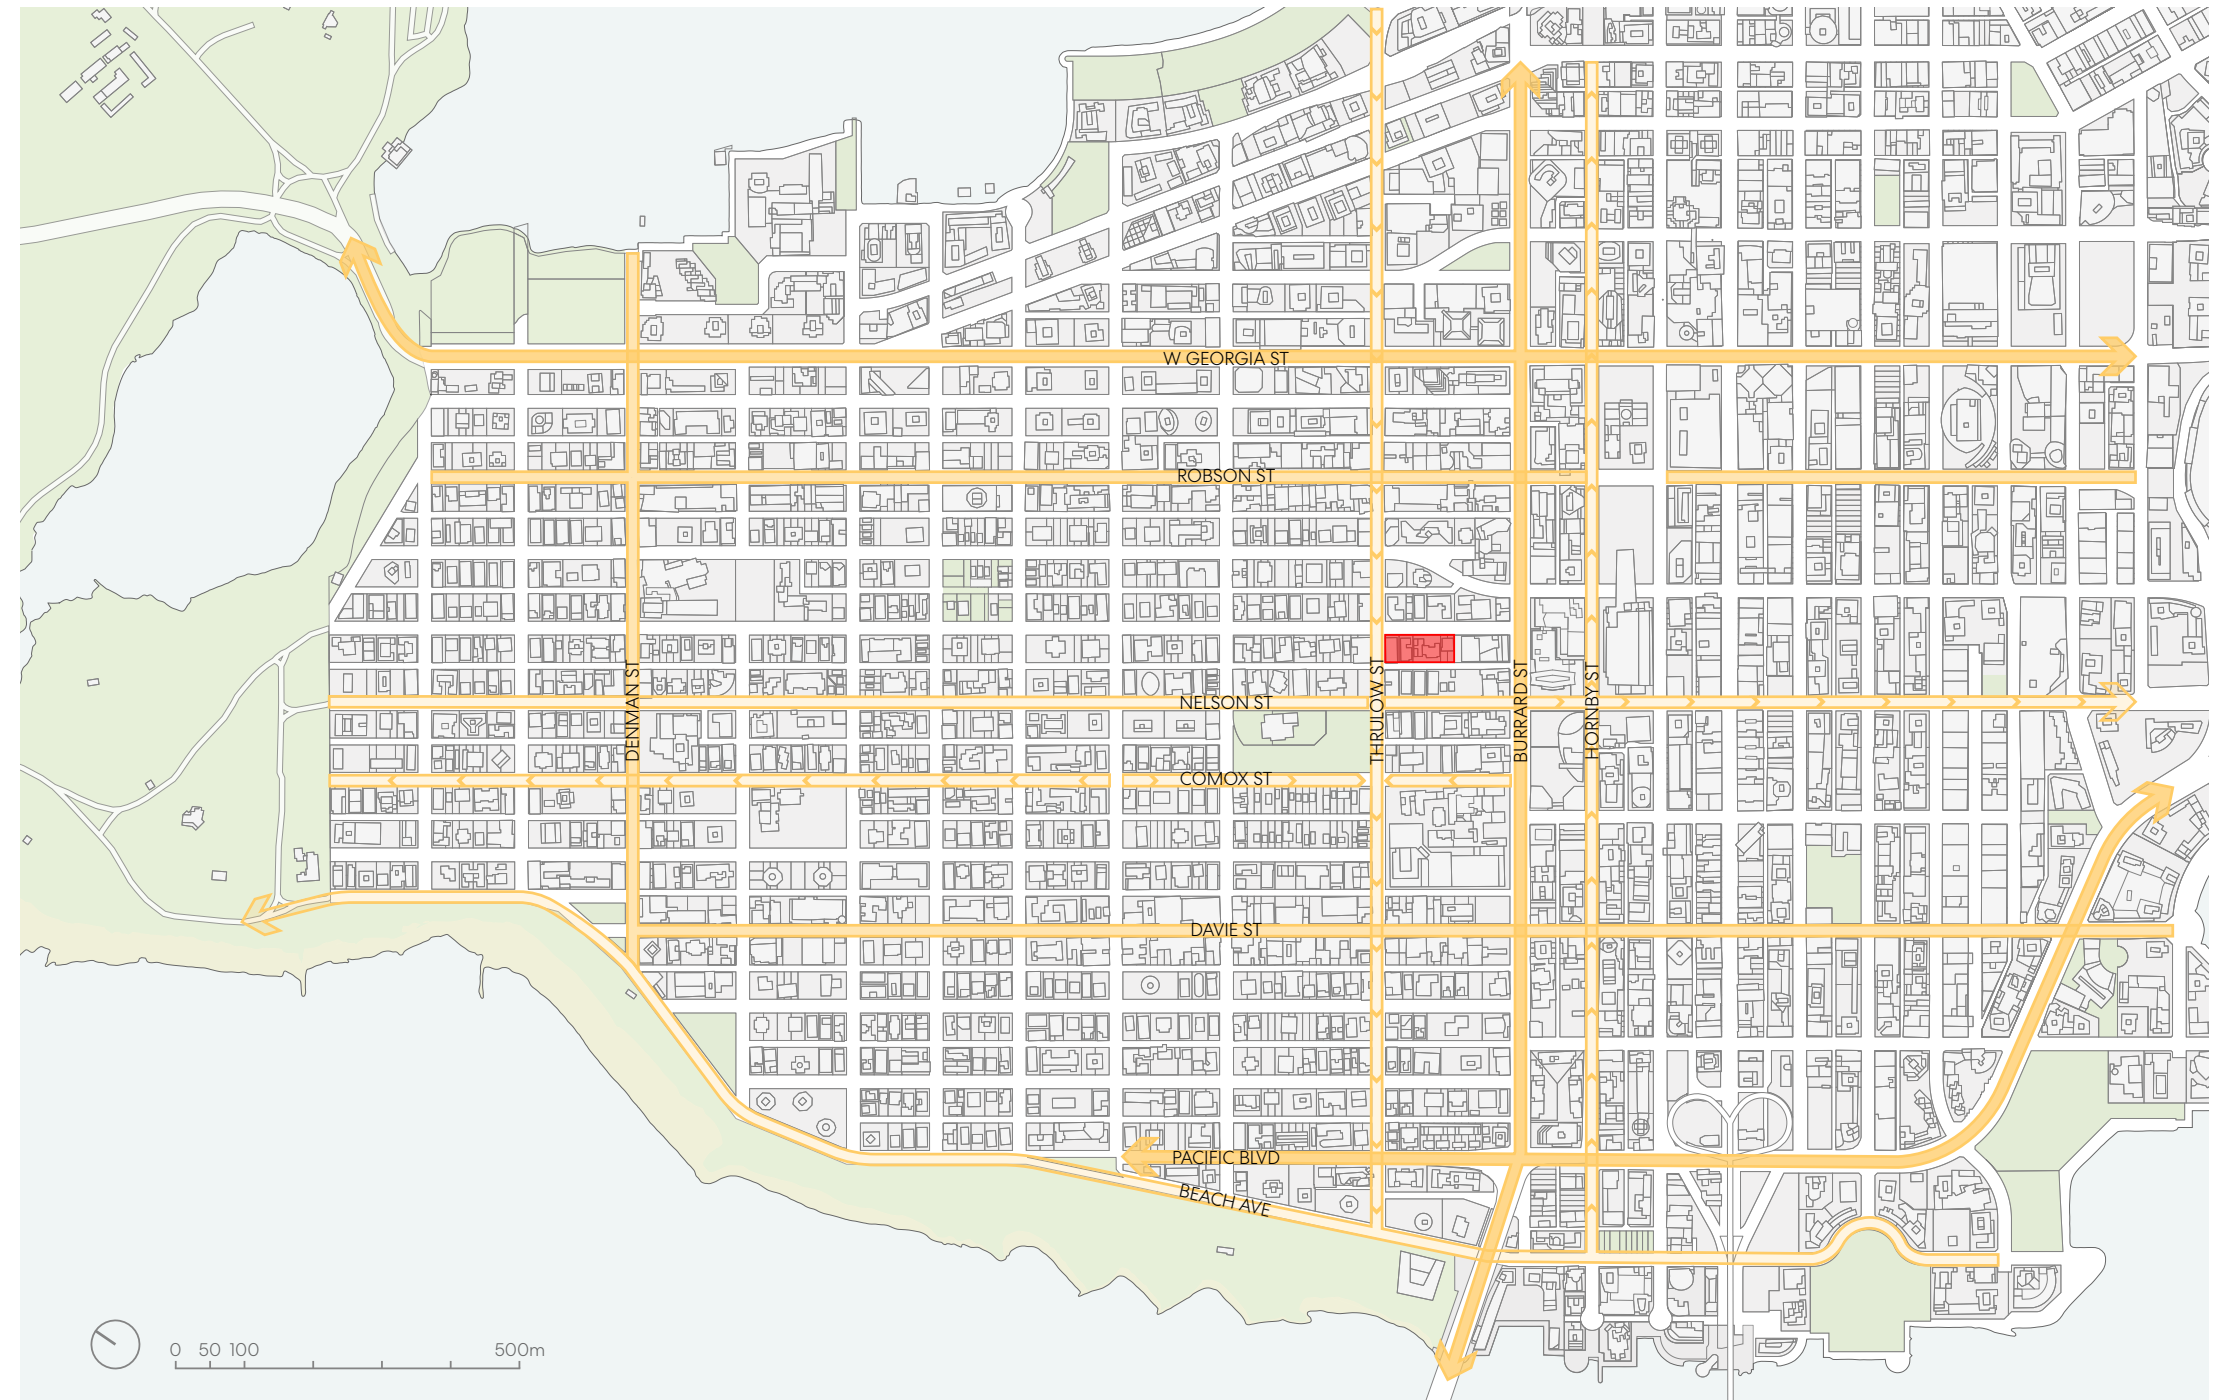 W GEORGIA ST
ROBSON ST
DENMAN ST
NELSON ST
THRULOW ST
BURRARD ST
HORNBY ST
COMOX ST
DAVIE ST
PACIFIC BLVD
BEACH AVE
0 50 100 500m